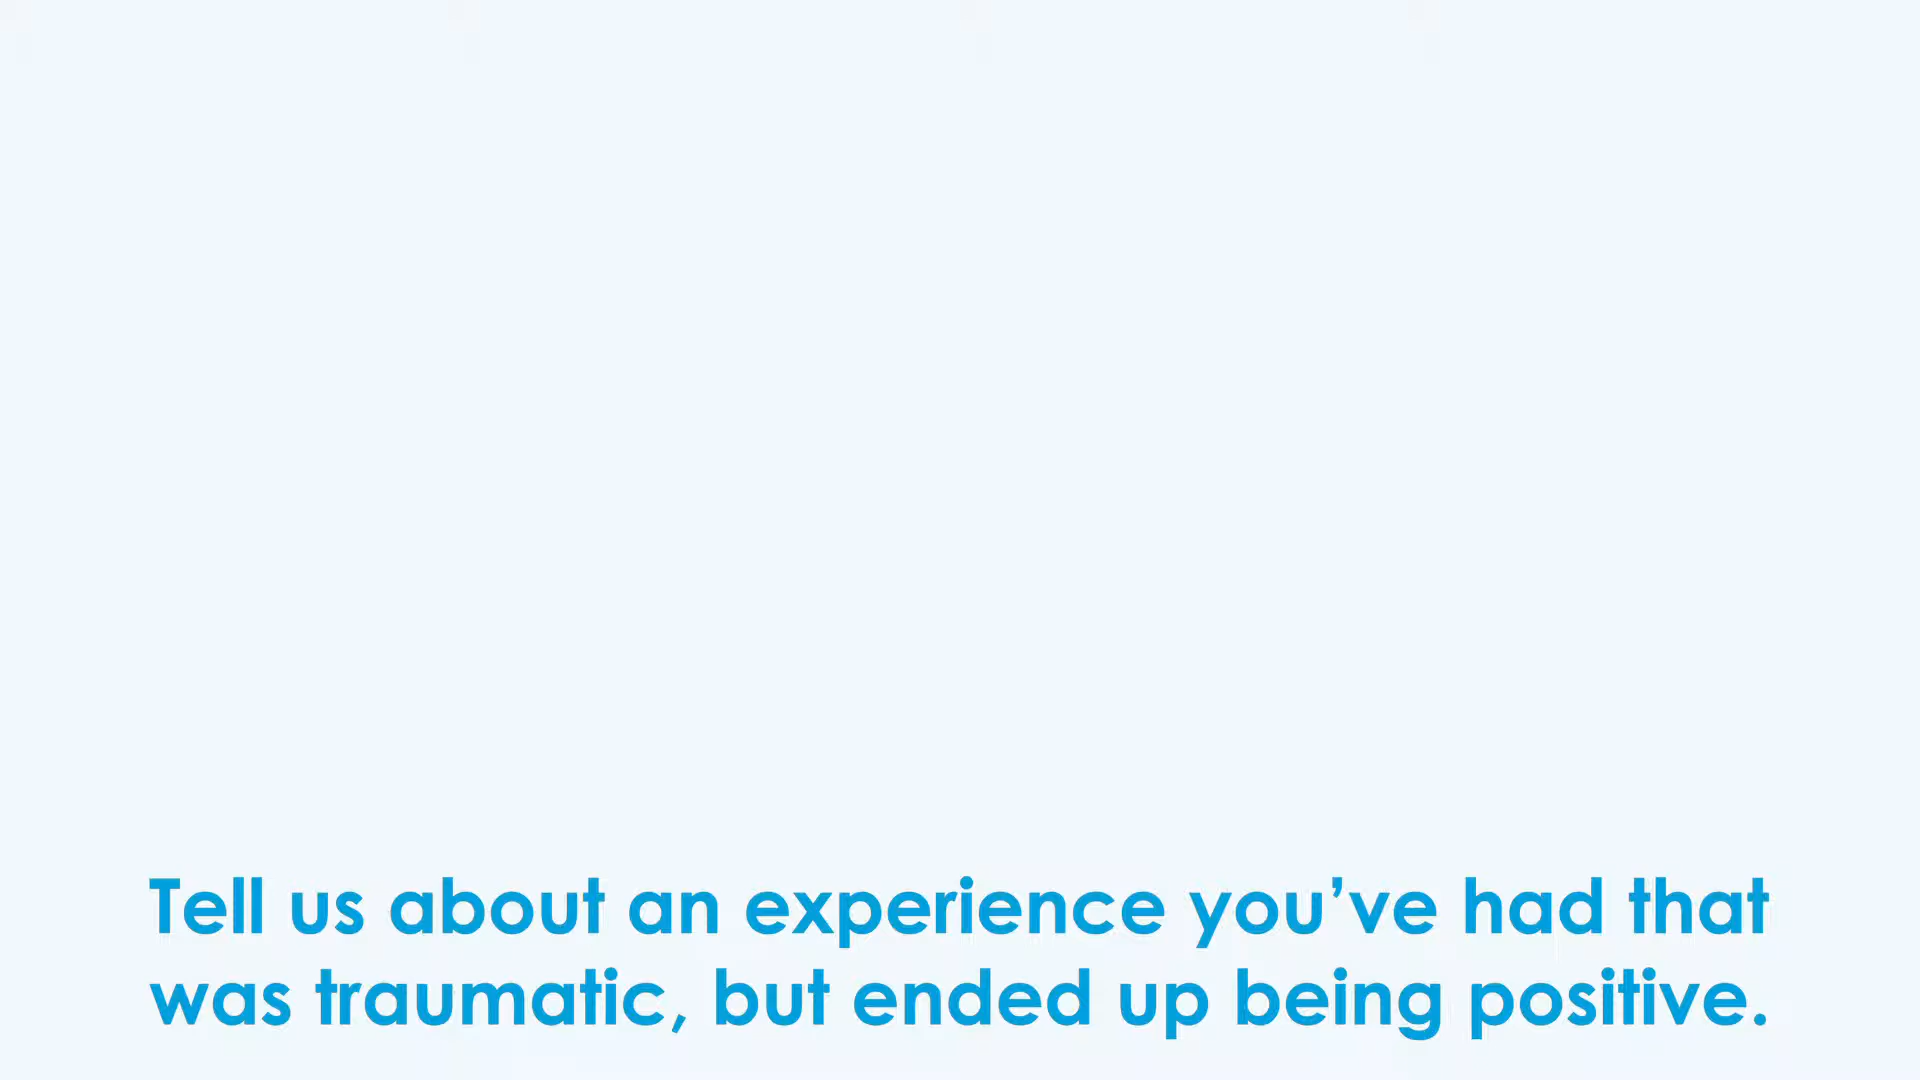 Tell us about an experience you’ve had that
was traumatic, but ended up being positive.